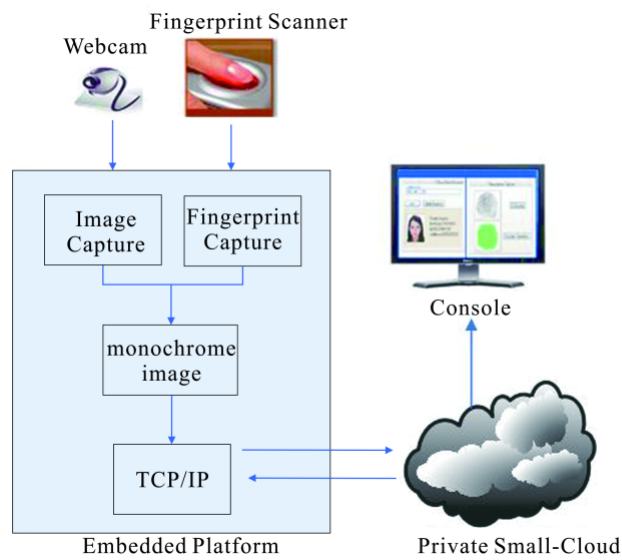 Fingerprint Scanner
Webcam
Image
Capture
Fingerprint
Capture
monochrome
image
TCP/IP
Embedded Platform
Console
Private Small-Cloud